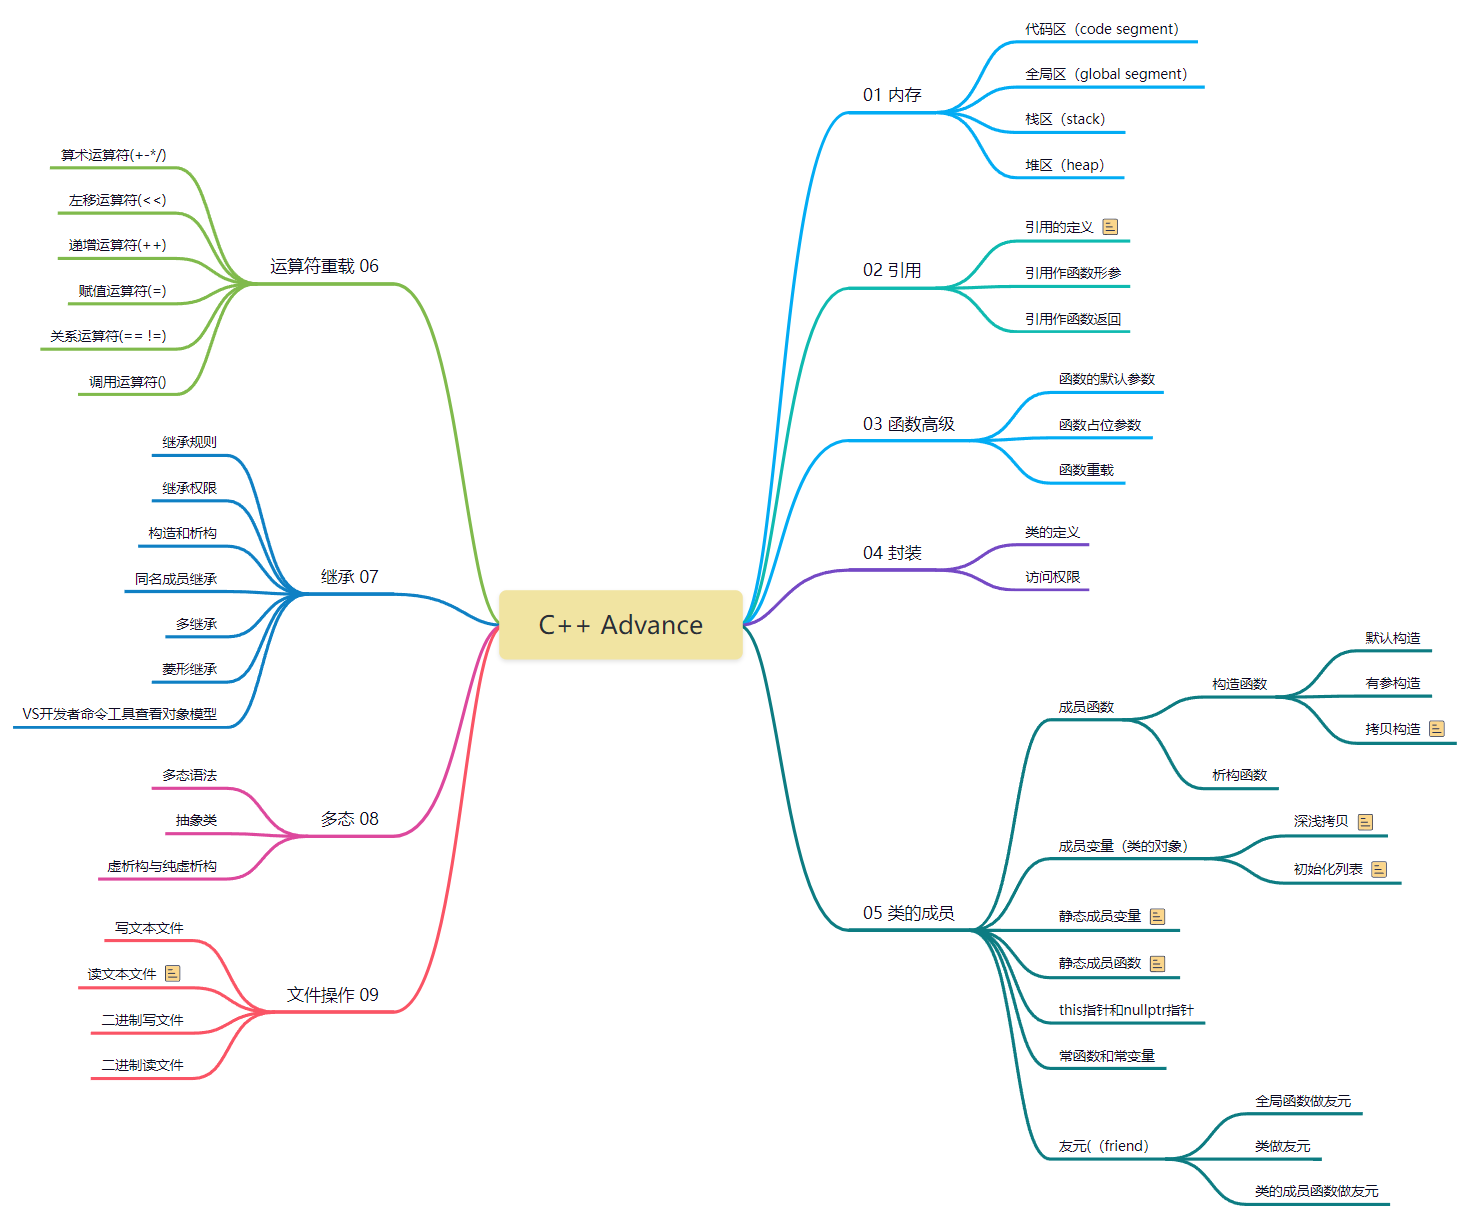 C++ Advance
01 内存
代码区（code segment）
全局区（global segment）
栈区（stack）
堆区（heap）
02 引用
引用的定义
引用作函数形参
引用作函数返回
03 函数高级
函数的默认参数
函数占位参数
函数重载
04 封装
类的定义
访问权限
05 类的成员
成员函数
构造函数
默认构造
有参构造
拷贝构造
析构函数
成员变量（类的对象）
深浅拷贝
初始化列表
静态成员变量
静态成员函数
this指针和nullptr指针
常函数和常变量
友元(（friend）
全局函数做友元
类做友元
类的成员函数做友元
运算符重载 06
算术运算符(+-*/)
左移运算符(<<)
递增运算符(++)
赋值运算符(=)
关系运算符(== !=)
调用运算符()
继承 07
继承规则
继承权限
构造和析构
同名成员继承
多继承
菱形继承
VS开发者命令工具查看对象模型
多态 08
多态语法
抽象类
虚析构与纯虚析构
文件操作 09
写文本文件
读文本文件
二进制写文件
二进制读文件